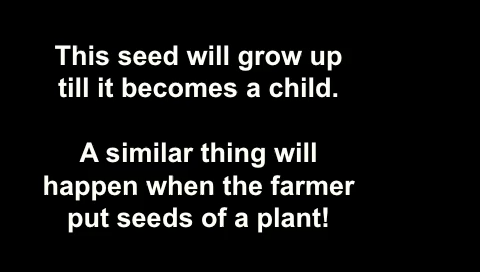 This seed will grow up
till it becomes a child.
A similar thing will
happen when the farmer
put seeds of a plant!